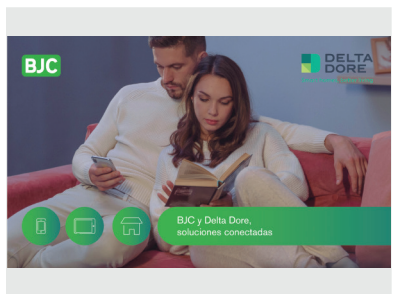 BJC
DELTA
DORE
BJC y Delta Dore,
soluciones conectadas